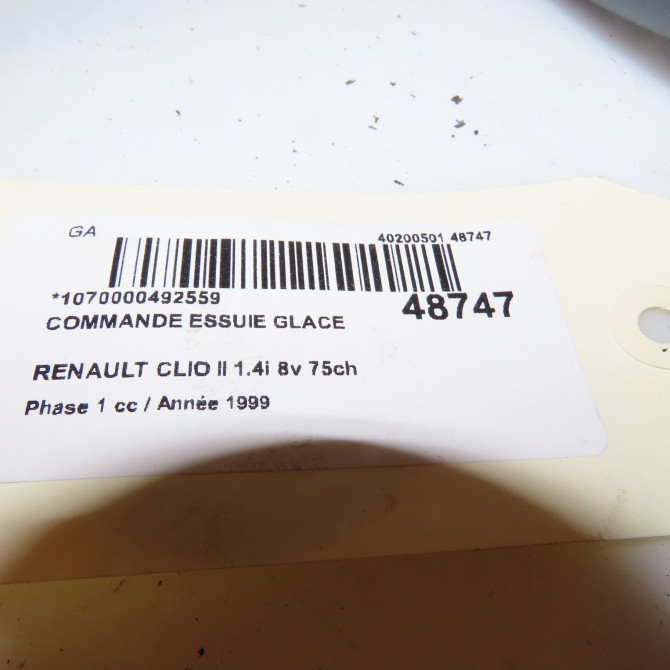 GA 40200501 48747
*1070000492559 48747
COMMANDE ESSUIE GLACE
RENAULT CLIO II 1.4i 8v 75ch
Phase 1 cc / Année 1999